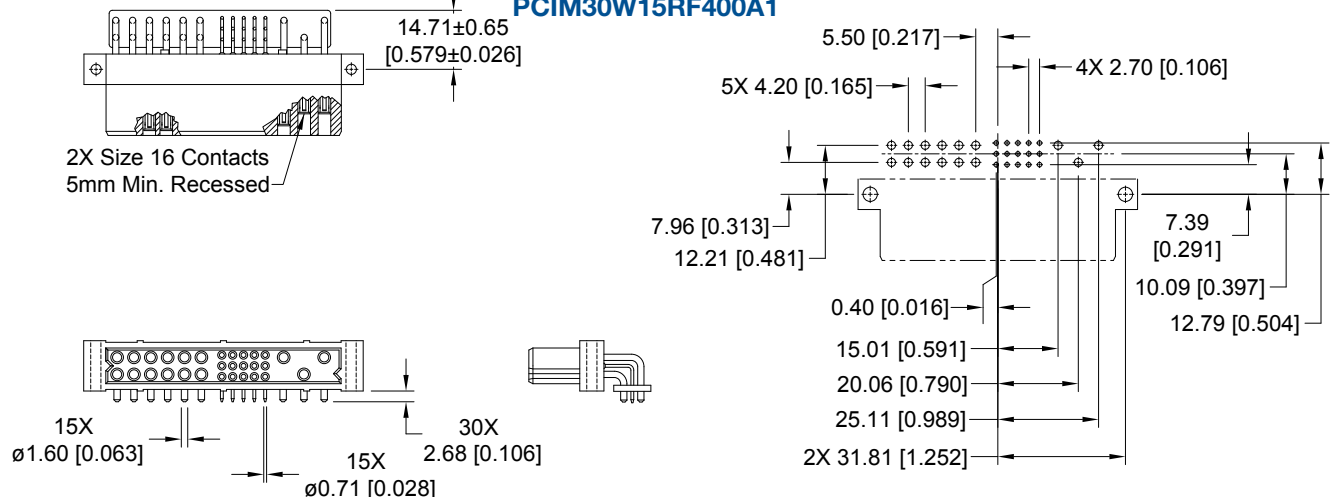 PCIM30W15RF400A1
14.71±0.65
[0.579±0.026]
2X Size 16 Contacts
5mm Min. Recessed
5.50 [0.217]
4X 2.70 [0.106]
5X 4.20 [0.165]
7.96 [0.313]
12.21 [0.481]
7.39
[0.291]
10.09 [0.397]
12.79 [0.504]
0.40 [0.016]
15.01 [0.591]
20.06 [0.790]
25.11 [0.989]
2X 31.81 [1.252]
15X
ø1.60 [0.063]
15X
ø0.71 [0.028]
30X
2.68 [0.106]